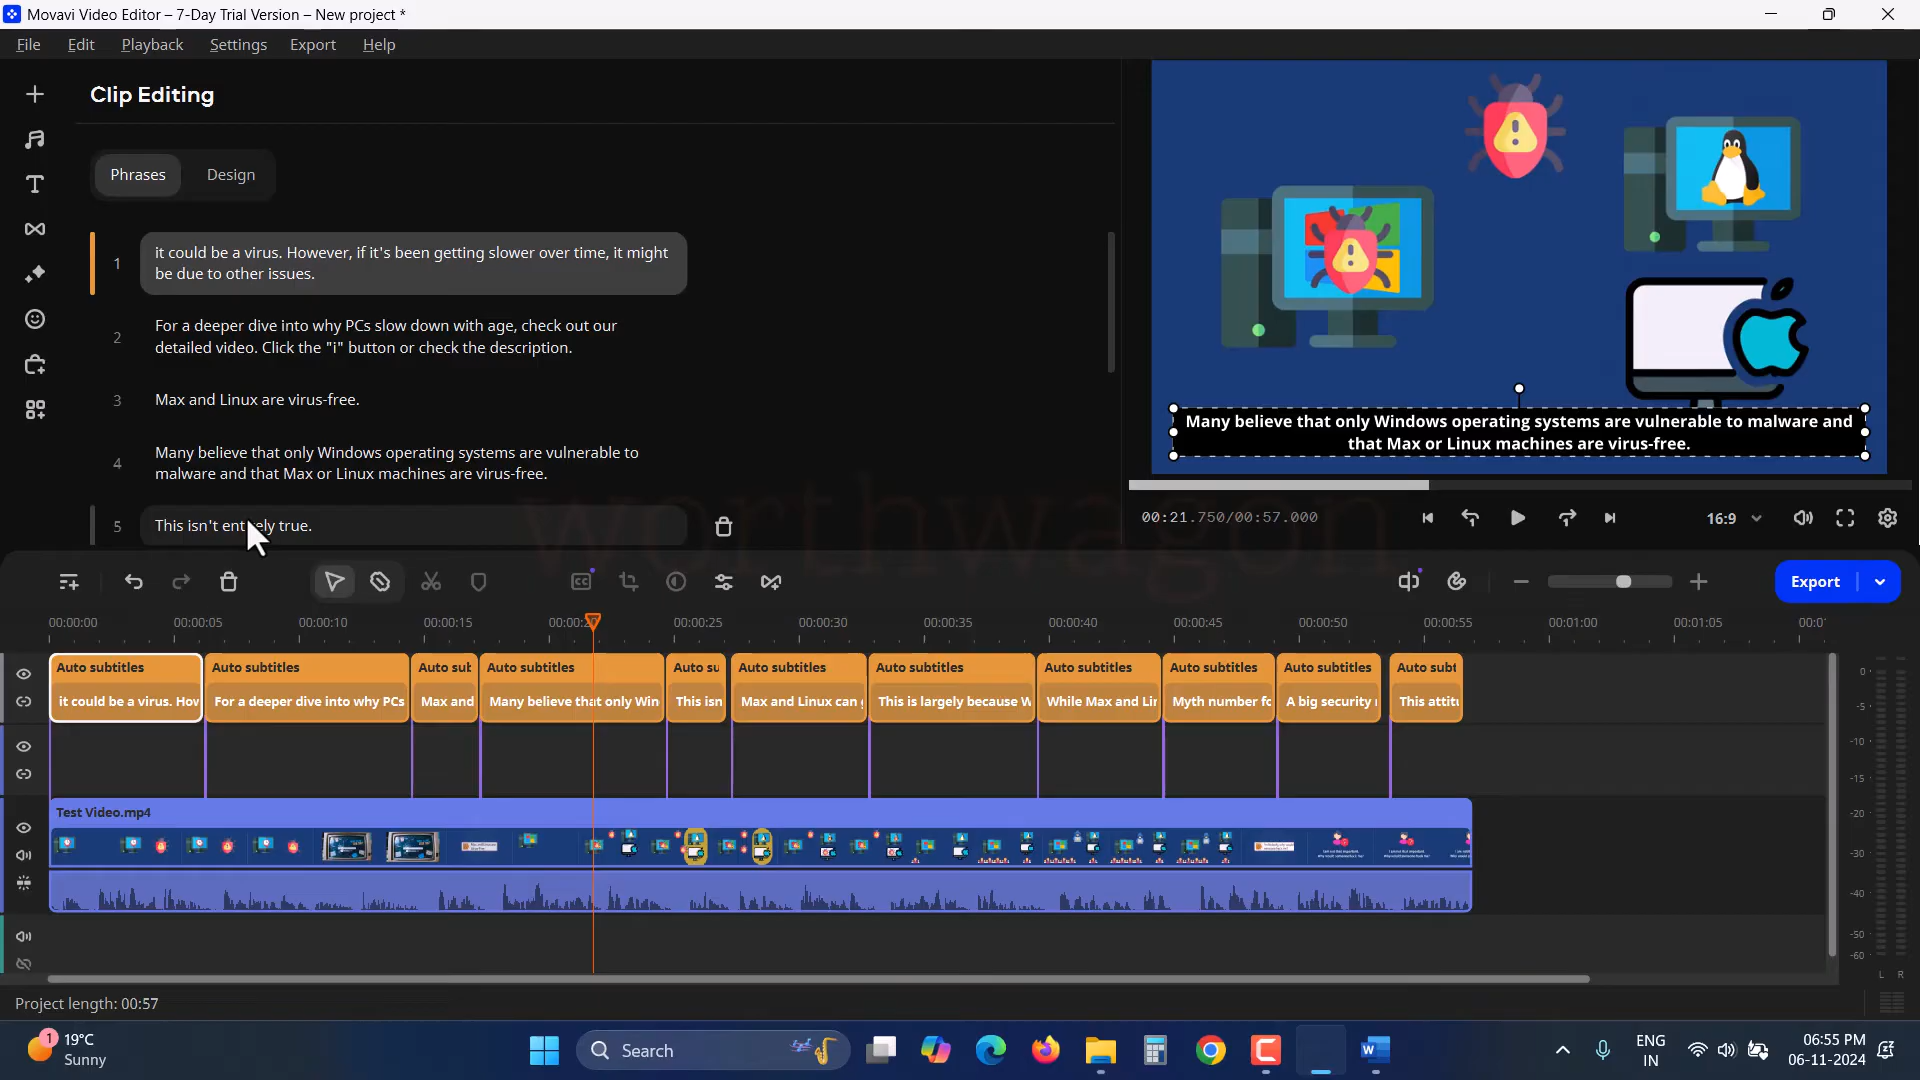 Movavi Video Editor – 7-Day Trial Version – New project *
File Edit Playback Settings Export Help
Clip Editing
Phrases Design
1 it could be a virus. However, if it's been getting slower over time, it might
be due to other issues.
2 For a deeper dive into why PCs slow down with age, check out our
detailed video. Click the "i" button or check the description.
3 Max and Linux are virus-free.
4 Many believe that only Windows operating systems are vulnerable to
malware and that Max or Linux machines are virus-free.
5 This isn't entirely true.
Many believe that only Windows operating systems are vulnerable to malware and
that Max or Linux machines are virus-free.
00:21.750/00:57.000
16:9
worthwagon
CC
Export
00:00:00 00:00:05 00:00:10 00:00:15 00:00:20 00:00:25 00:00:30 00:00:35 00:00:40 00:00:45 00:00:50 00:00:55 00:01:00 00:01:05 00:01
Auto subtitles Auto subtitles Auto sub Auto subtitles Auto su Auto subtitles Auto subtitles Auto subtitles Auto subtitles Auto subtitles Auto subt
it could be a virus. How For a deeper dive into why PCs Max and Many believe that only Win This isn Max and Linux can This is largely because W While Max and Lin Myth number fo A big security This attit
Test Video.mp4
0 -5 -10 -15 -20 -30 -40 -50 -60
L R
Project length: 00:57
1 19°C
Sunny
Search
ENG
IN
06:55 PM
06-11-2024